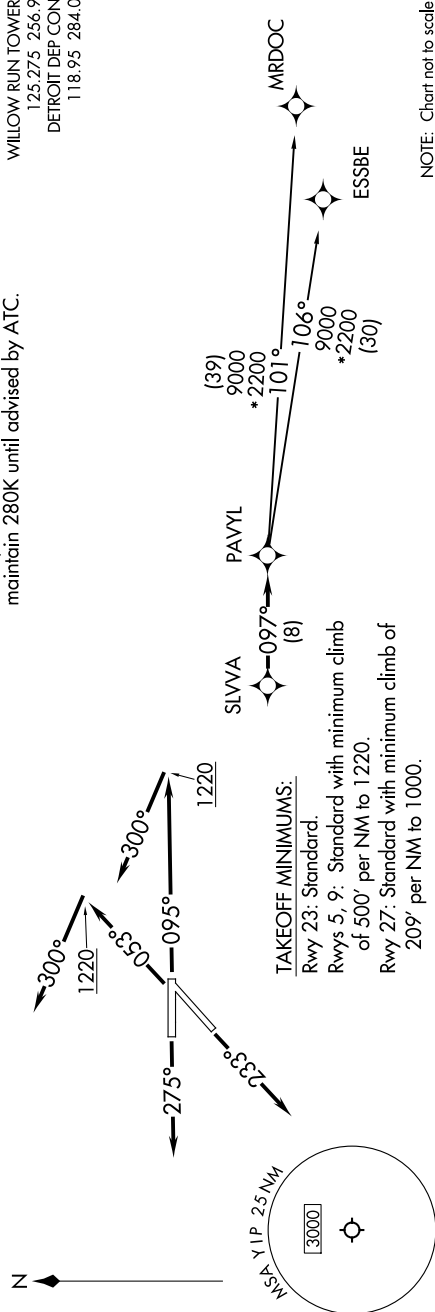 WILLOW RUN TOWER
125.275 256.9
DETROIT DEP CON
118.95 284.0
maintain 280K until advised by ATC.
N
300°
1220
300°
1220
053°
095°
275°
233°
SLVVA
097°
(8)
PAVYL
(39)
9000
*2200
101°
106°
9000
*2200
(30)
MRDOC
ESSBE
TAKEOFF MINIMUMS:
Rwy 23: Standard.
Rwys 5, 9: Standard with minimum climb
of 500' per NM to 1220.
Rwy 27: Standard with minimum climb of
209' per NM to 1000.
MSA YIP 25 NM
3000
NOTE: Chart not to scale